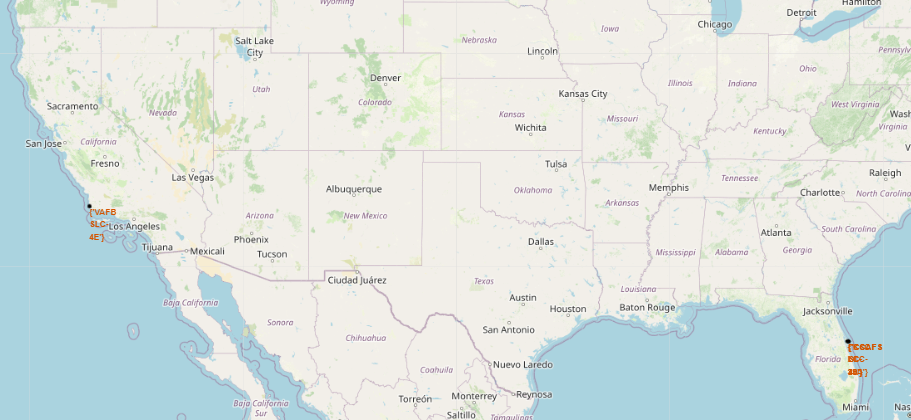 Wyoming
Chicago
Detroit
Hamilton
Iowa
Salt Lake
City
Nebraska
Lincoln
Pennsylv
Denver
Utah
Colorado
Kansas City
Illinois
Indiana
Ohio
Sacramento
Nevada
Kansas
Missouri
West Virginia
Wash
San Jose
California
Wichita
Kentucky
Virginia
Fresno
Las Vegas
Tulsa
V
Albuquerque
Oklahoma
Memphis
Tennessee
Raleigh
Charlotte
North Carolina
['VAFB
SLC-
4E']
Los Angeles
Arizona
New Mexico
Arkansas
South Carolina
Tijuana
Mexicali
Phoenix
Tucson
Dallas
Mississippi
Alabama
Atlanta
Georgia
Ciudad Juárez
Texas
Louisiana
Baja California
Sonora
Austin
Houston
Baton Rouge
Jacksonville
Chihuahua
San Antonio
Florida
Coahuila
Nuevo Laredo
Torreón
Monterrey
Reynosa
Baja California
Sur
Saltillo
Tamaulipas
Miami
Nas